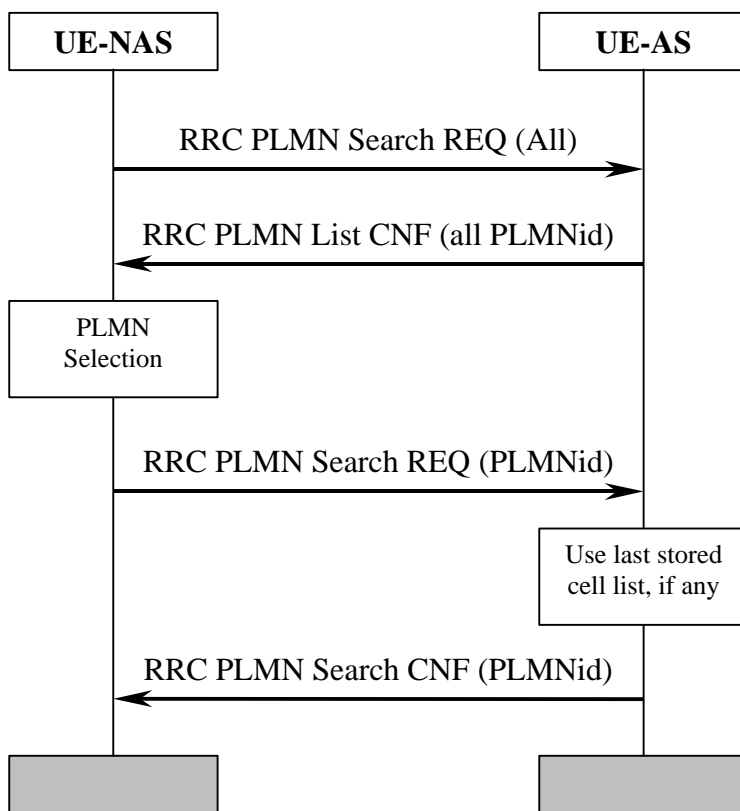 UE-NAS
UE-AS
RRC PLMN Search REQ (All)
RRC PLMN List CNF (all PLMNid)
PLMN
Selection
RRC PLMN Search REQ (PLMNid)
Use last stored
cell list, if any
RRC PLMN Search CNF (PLMNid)